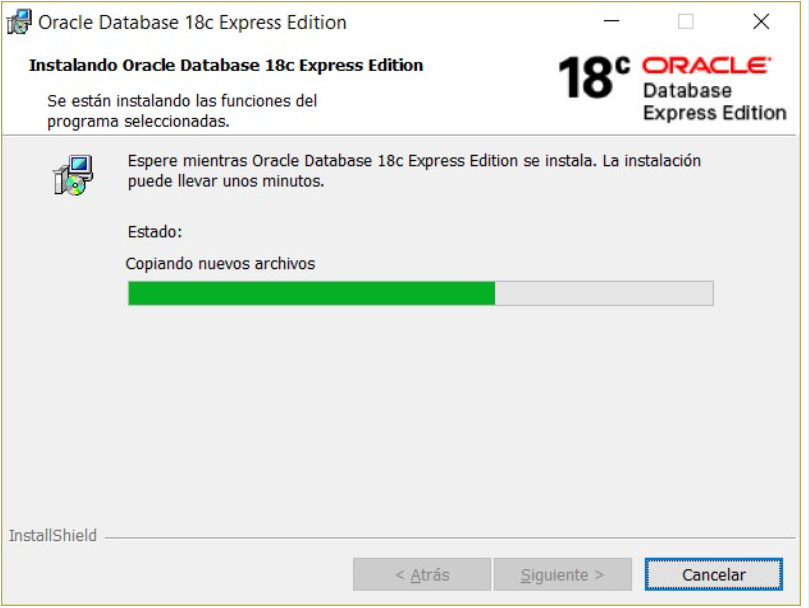 Oracle Database 18c Express Edition
Instalando Oracle Database 18c Express Edition
Se están instalando las funciones del
programa seleccionadas.
18c ORACLE
Database
Express Edition
Espere mientras Oracle Database 18c Express Edition se instala. La instalación
puede llevar unos minutos.
Estado:
Copiando nuevos archivos
InstallShield
< Atrás
Siguiente >
Cancelar